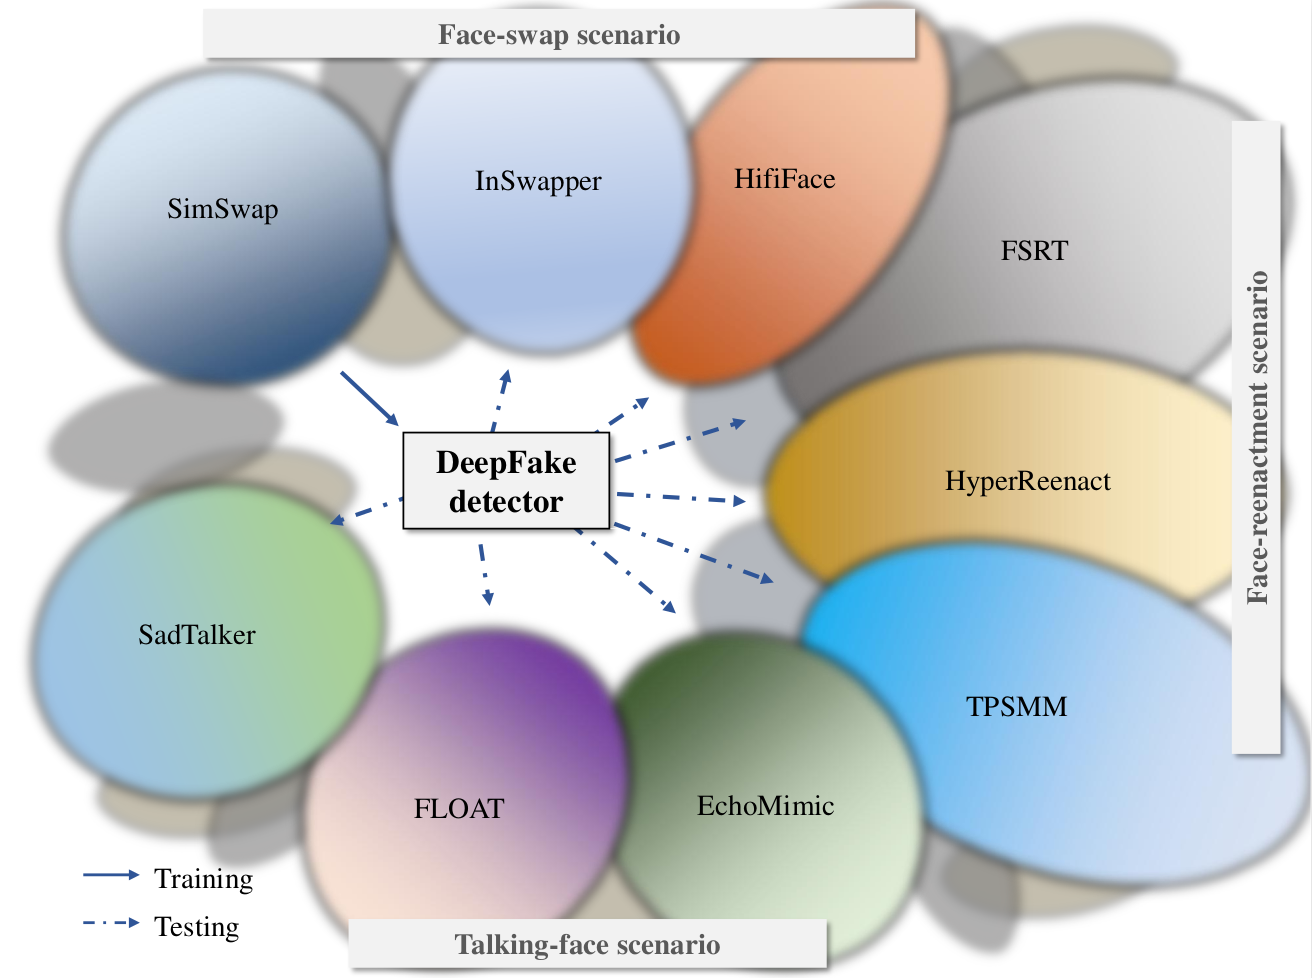 Face-swap scenario
SimSwap
InSwapper
HifiFace
FSRT
Face-reenactment scenario
DeepFake
detector
HyperReenact
SadTalker
TPSMM
FLOAT
EchoMimic
Training
Testing
Talking-face scenario